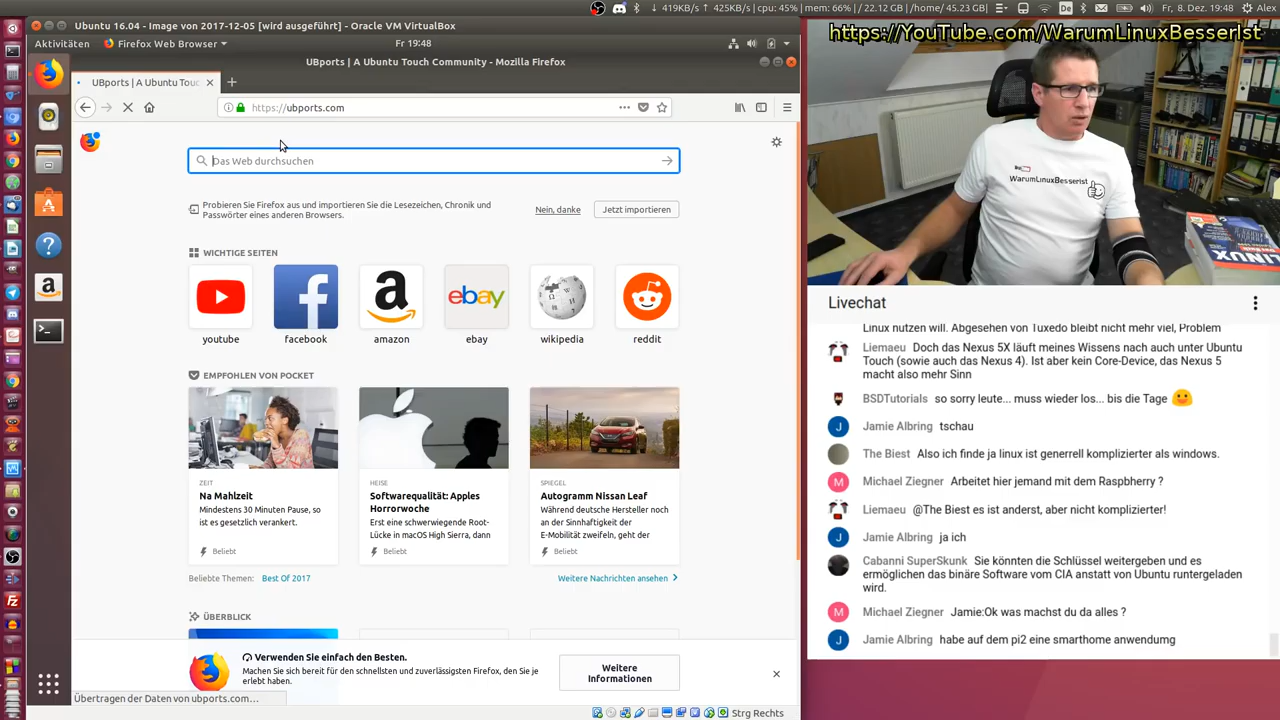 419KB/s 425KB/s cpu: 45% mem: 66% / 22.12 GB /home/ 45.23 GB De Fr, 8. Dez, 19:48 Alex
Ubuntu 16.04 - Image von 2017-12-05 [wird ausgeführt] - Oracle VM VirtualBox
https://YouTube.com/WarumLinuxBesserIst
Aktivitäten Firefox Web Browser Fr 19:48
UBports | A Ubuntu Touch Community - Mozilla Firefox
UBports | A Ubuntu Touc
https://ubports.com
Das Web durchsuchen
Probieren Sie Firefox aus und importieren Sie die Lesezeichen, Chronik und
Passwörter eines anderen Browsers.
Nein, danke
Jetzt importieren
WICHTIGE SEITEN
ebay
youtube facebook amazon ebay wikipedia reddit
EMPFOHLEN VON POCKET
ZEIT
Na Mahlzeit
Mindestens 30 Minuten Pause, so
ist es gesetzlich verankert.
Beliebt
HEISE
Softwarequalität: Apples
Horrorwoche
Erst eine schwerwiegende Root-
Lücke in macOS High Sierra, dann
Beliebt
SPIEGEL
Autogramm Nissan Leaf
Während deutsche Hersteller noch
an der Sinnhaftigkeit der
E-Mobilität zweifeln, geht der
Beliebt
Beliebte Themen: Best Of 2017
Weitere Nachrichten ansehen
ÜBERBLICK
Verwenden Sie einfach den Besten.
Machen Sie sich bereit für den schnellsten und zuverlässigsten Firefox, den Sie je
erlebt haben.
Weitere
Informationen
Übertragen der Daten von ubports.com…
Strg Rechts
WarumLinuxBesserIst
LINUX
Livechat
Linux nutzen will. Abgesehen von Tuxedo bleibt nicht mehr viel, Problem
Liemaeu Doch das Nexus 5X läuft meines Wissens nach auch unter Ubuntu
Touch (sowie auch das Nexus 4). Ist aber kein Core-Device, das Nexus 5
macht also mehr Sinn
BSDTutorials so sorry leute... muss wieder los... bis die Tage
J Jamie Albring tschau
The Biest Also ich finde ja linux ist generrell komplizierter als windows.
M Michael Ziegner Arbeitet hier jemand mit dem Raspbherry ?
Liemaeu @The Biest es ist anderst, aber nicht komplizierter!
J Jamie Albring ja ich
Cabanni SuperSkunk Sie könnten die Schlüssel weitergeben und es
ermöglichen das binäre Software vom CIA anstatt von Ubuntu runtergeladen
wird.
M Michael Ziegner Jamie:Ok was machst du da alles ?
J Jamie Albring habe auf dem pi2 eine smarthome anwendumg